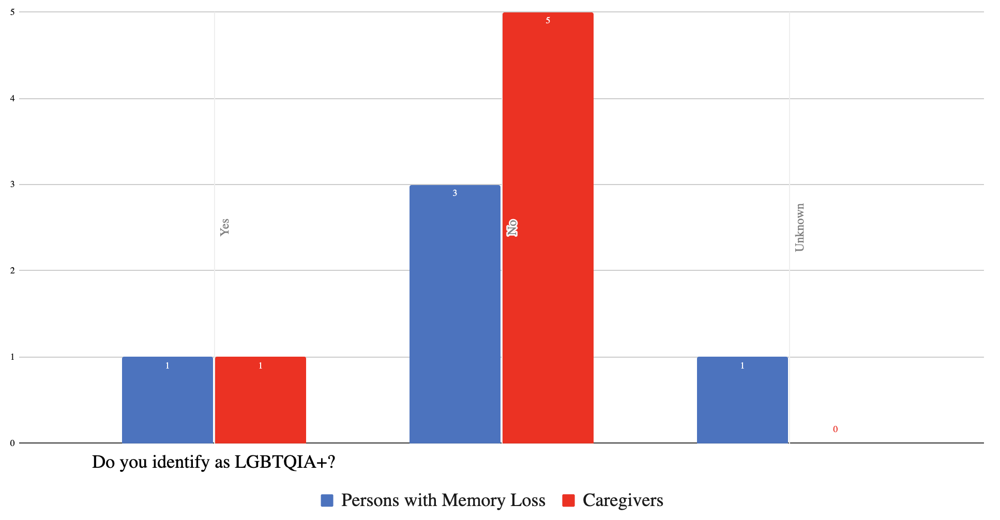 5
4
3
2
1
0
1
1
3
5
1
0
Yes
No
Unknown
Do you identify as LGBTQIA+?
Persons with Memory Loss Caregivers